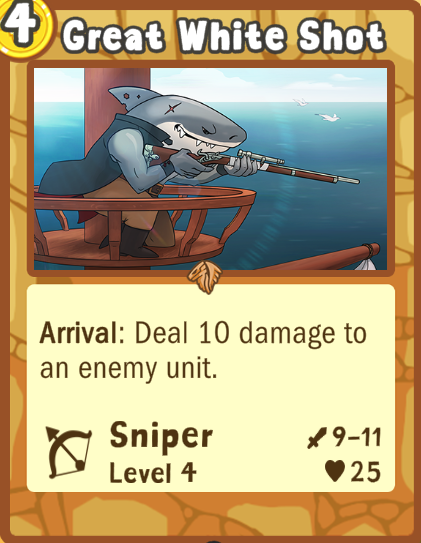 4
Great White Shot
Arrival: Deal 10 damage to
an enemy unit.
Sniper
9–11
Level 4
25